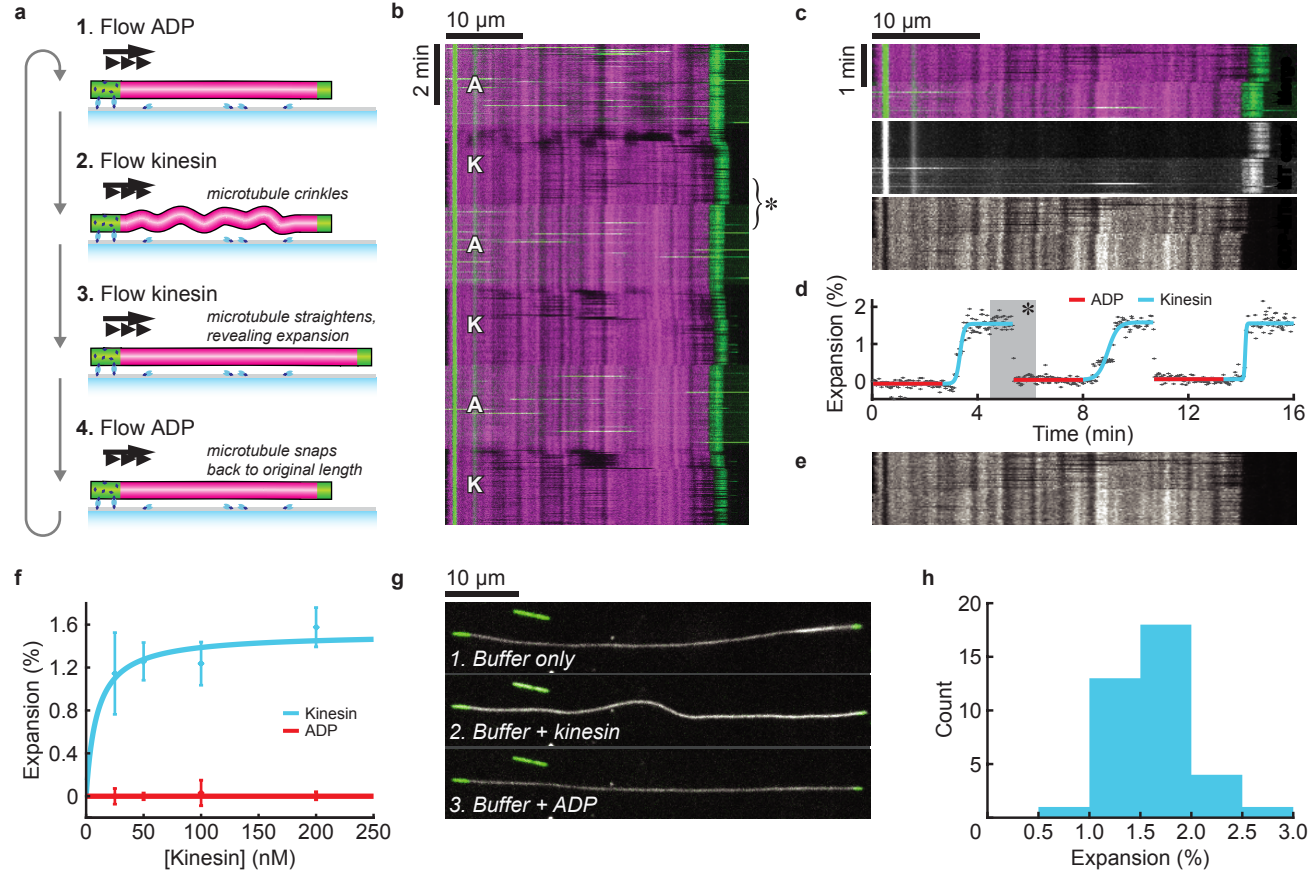 a
1. Flow ADP
2. Flow kinesin
microtubule crinkles
3. Flow kinesin
microtubule straightens,
revealing expansion
4. Flow ADP
microtubule snaps
back to original length
b
10 µm
2 min
A
K
A
K
A
K
*
c
10 µm
1 min
d
Expansion (%)
2
1
0
ADP
Kinesin
*
0
4
8
12
16
Time (min)
e
f
Expansion (%)
1.6
1.2
0.8
0.4
0
Kinesin
ADP
0
50
100
150
200
250
[Kinesin] (nM)
g
10 µm
1. Buffer only
2. Buffer + kinesin
3. Buffer + ADP
h
Count
20
15
10
5
0
0.5
1.0
1.5
2.0
2.5
3.0
Expansion (%)